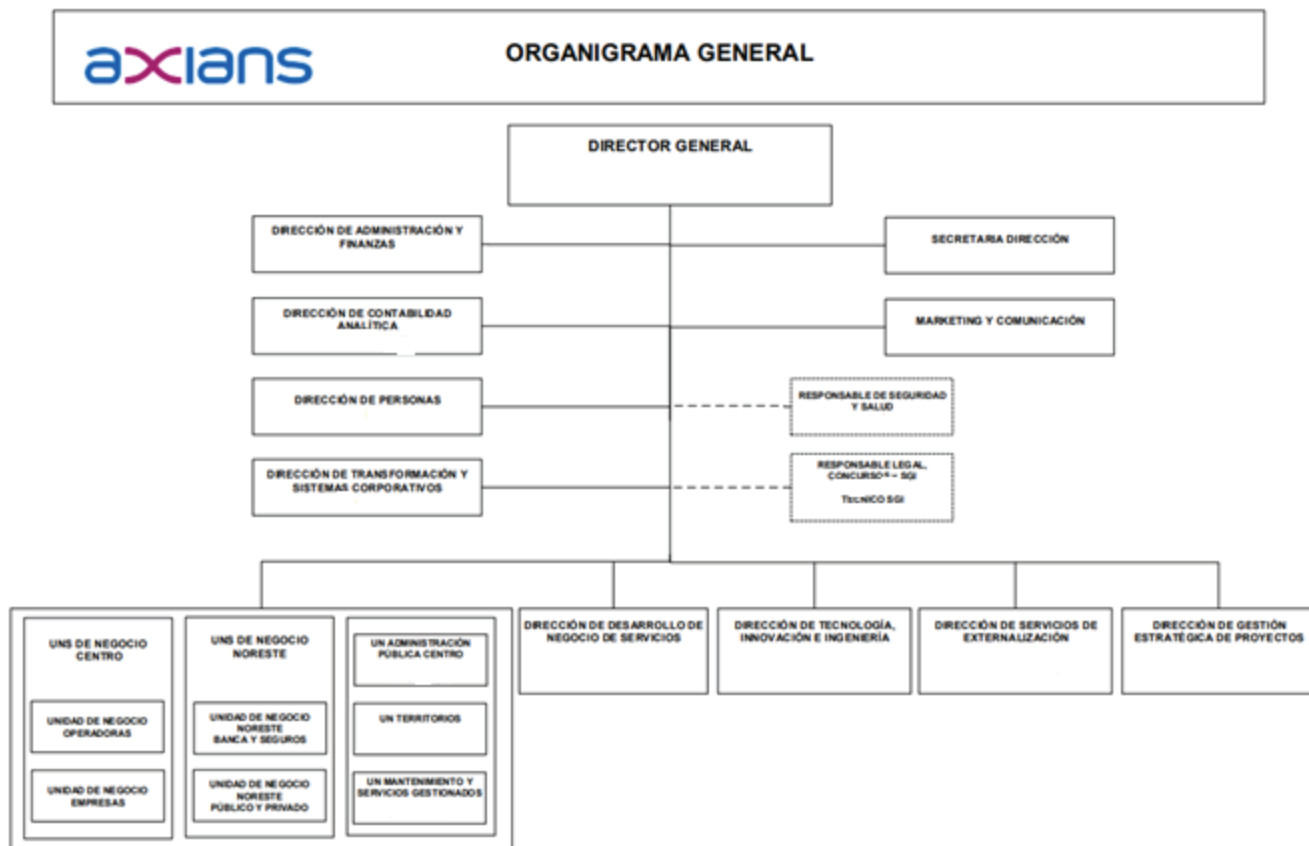 axians
ORGANIGRAMA GENERAL
DIRECTOR GENERAL
DIRECCIÓN DE ADMINISTRACIÓN Y
FINANZAS
SECRETARIA DIRECCIÓN
DIRECCIÓN DE CONTABILIDAD
ANALÍTICA
MARKETING Y COMUNICACIÓN
DIRECCIÓN DE PERSONAS
RESPONSABLE DE SEGURIDAD
Y SALUD
DIRECCIÓN DE TRANSFORMACIÓN Y
SISTEMAS CORPORATIVOS
RESPONSABLE LEGAL,
CONCURSOS – SGI
TECNICO SGI
UNS DE NEGOCIO
CENTRO
UNIDAD DE NEGOCIO
OPERADORAS
UNIDAD DE NEGOCIO
EMPRESAS
UNS DE NEGOCIO
NORESTE
UNIDAD DE NEGOCIO
NORESTE
BANCA Y SEGUROS
UNIDAD DE NEGOCIO
NORESTE
PÚBLICO Y PRIVADO
UN ADMINISTRACIÓN
PÚBLICA CENTRO
UN TERRITORIOS
UN MANTENIMIENTO Y
SERVICIOS GESTIONADOS
DIRECCIÓN DE DESARROLLO DE
NEGOCIO DE SERVICIOS
DIRECCIÓN DE TECNOLOGÍA,
INNOVACIÓN E INGENIERÍA
DIRECCIÓN DE SERVICIOS DE
EXTERNALIZACIÓN
DIRECCIÓN DE GESTIÓN
ESTRATÉGICA DE PROYECTOS